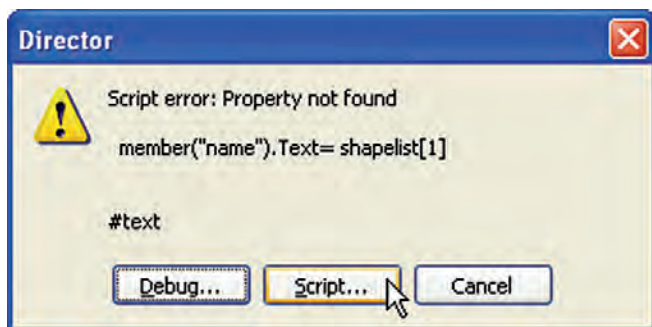 Director
Script error: Property not found
member("name").Text= shapelist[1]
#text
Debug... Script... Cancel